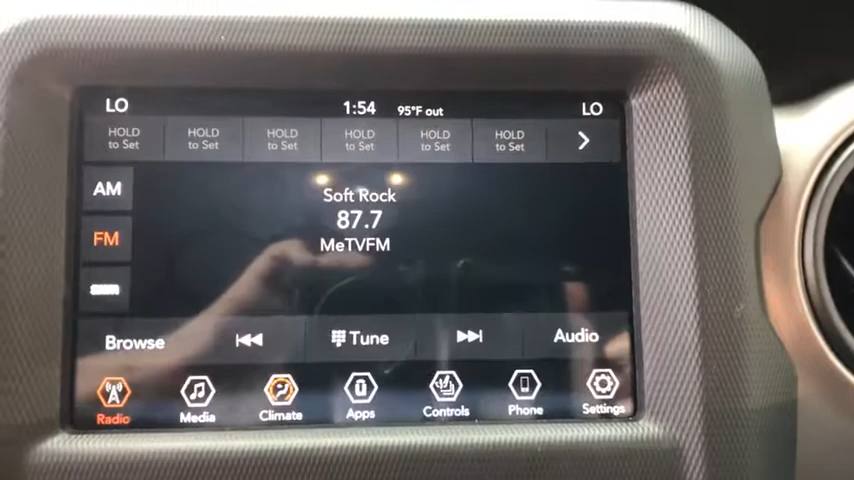 LO 1:54 95°F out LO
HOLD to Set HOLD to Set HOLD to Set HOLD to Set HOLD to Set HOLD to Set
AM
Soft Rock
87.7
FM
MeTVFM
Browse Tune Audio
Radio Media Climate Apps Controls Phone Settings